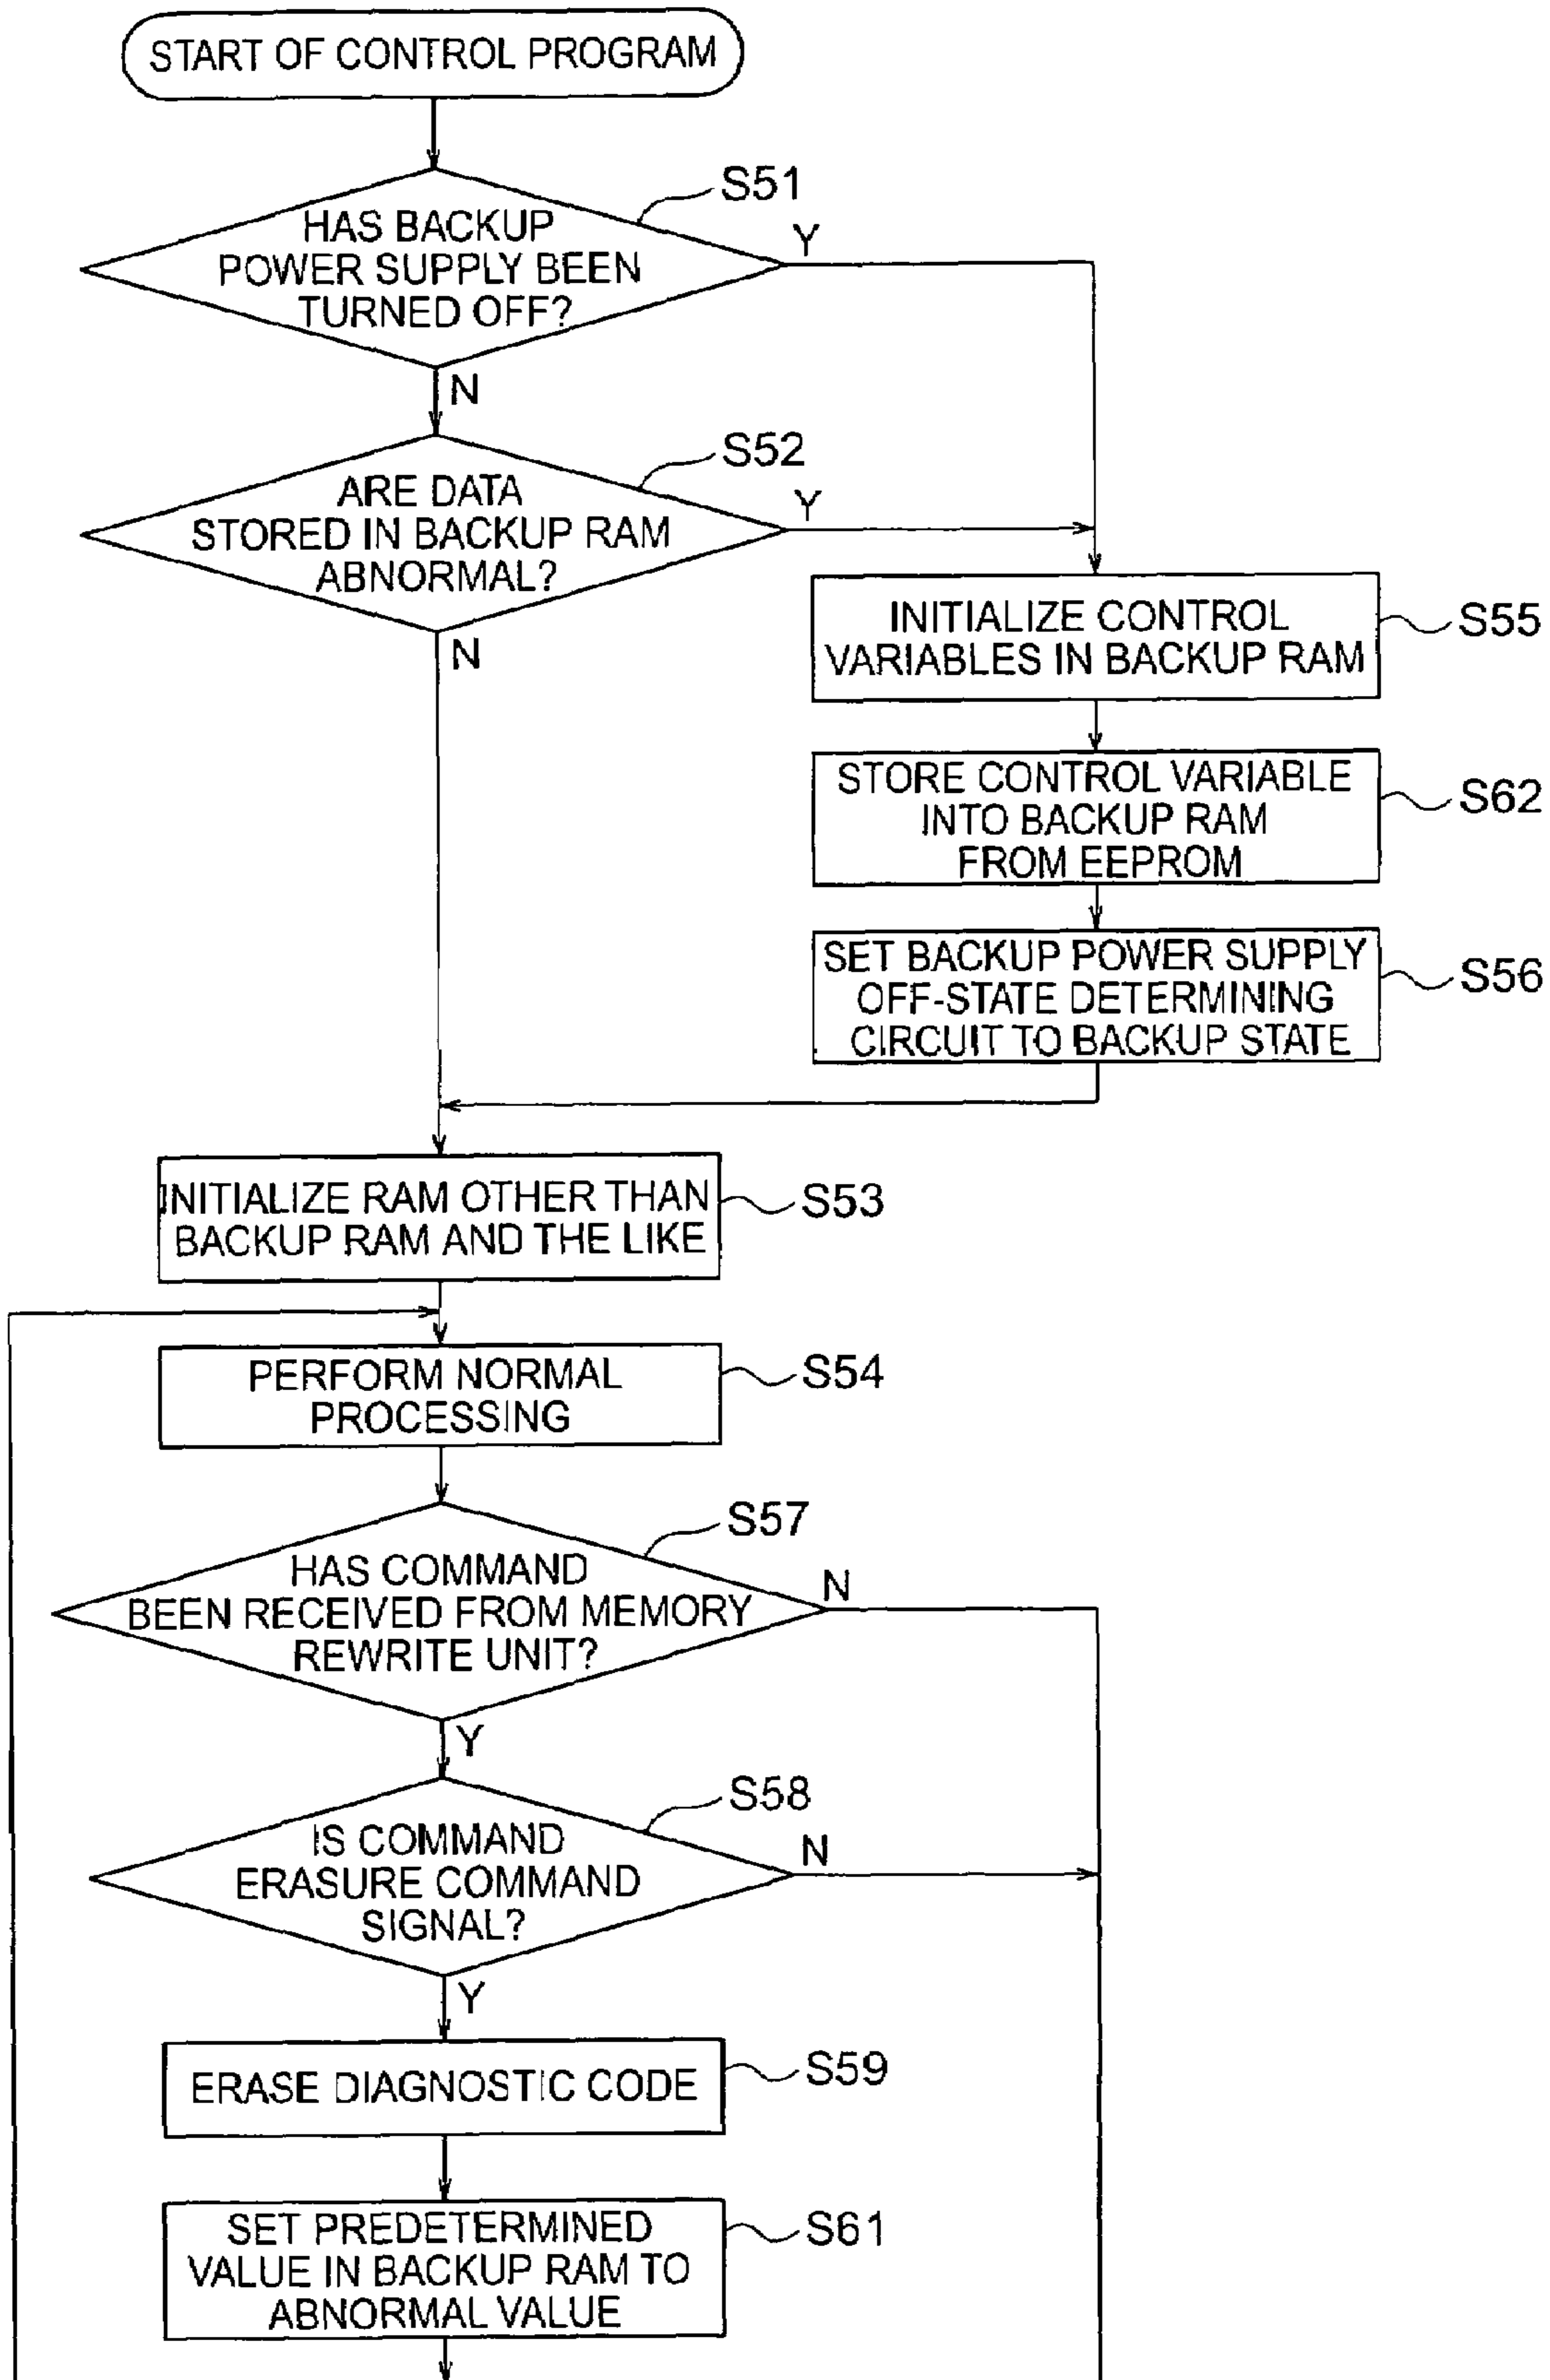 START OF CONTROL PROGRAM
S51
HAS BACKUP
POWER SUPPLY BEEN
TURNED OFF?
Y
N
S52
ARE DATA
STORED IN BACKUP RAM
ABNORMAL?
Y
N
INITIALIZE CONTROL
VARIABLES IN BACKUP RAM
S55
STORE CONTROL VARIABLE
INTO BACKUP RAM
FROM EEPROM
S62
SET BACKUP POWER SUPPLY
OFF-STATE DETERMINING
CIRCUIT TO BACKUP STATE
S56
INITIALIZE RAM OTHER THAN
BACKUP RAM AND THE LIKE
S53
PERFORM NORMAL
PROCESSING
S54
S57
HAS COMMAND
BEEN RECEIVED FROM MEMORY
REWRITE UNIT?
N
Y
S58
IS COMMAND
ERASURE COMMAND
SIGNAL?
N
Y
ERASE DIAGNOSTIC CODE
S59
SET PREDETERMINED
VALUE IN BACKUP RAM TO
ABNORMAL VALUE
S61